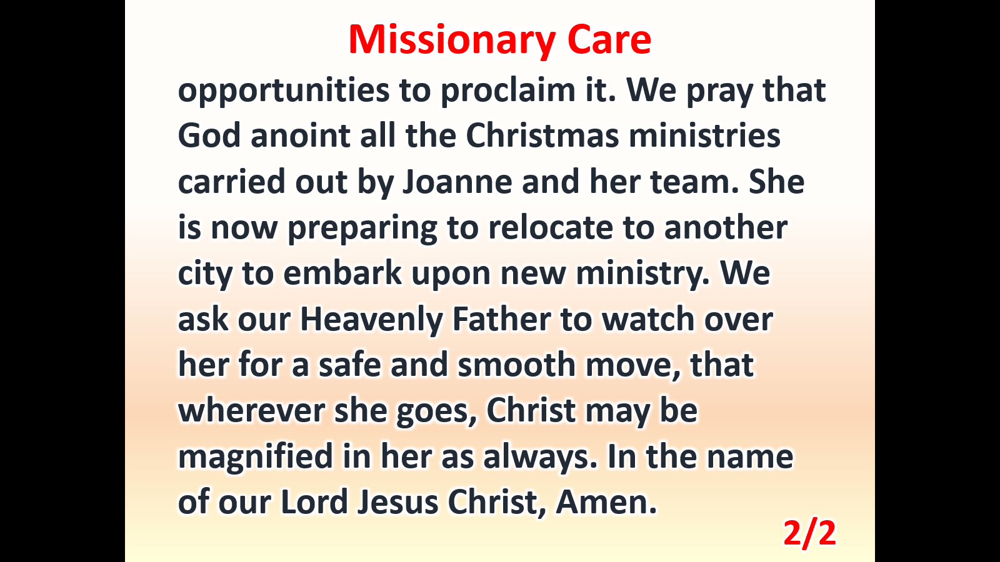 Missionary Care
opportunities to proclaim it. We pray that
God anoint all the Christmas ministries
carried out by Joanne and her team. She
is now preparing to relocate to another
city to embark upon new ministry. We
ask our Heavenly Father to watch over
her for a safe and smooth move, that
wherever she goes, Christ may be
magnified in her as always. In the name
of our Lord Jesus Christ, Amen.
2/2